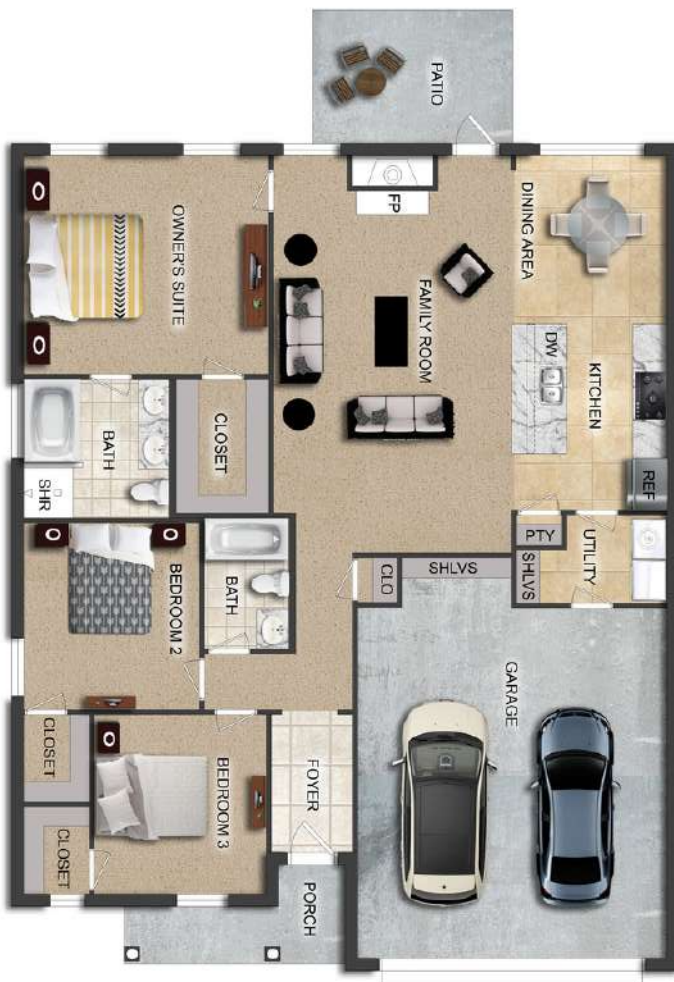 PATIO
OWNER'S SUITE
FP
FAMILY ROOM
DINING AREA
KITCHEN
DW
REF
BATH
SHR
CLOSET
PTY
UTILITY
SHLVS
SHLVS
CLO
BEDROOM 2
BATH
GARAGE
CLOSET
CLOSET
BEDROOM 3
FOYER
PORCH